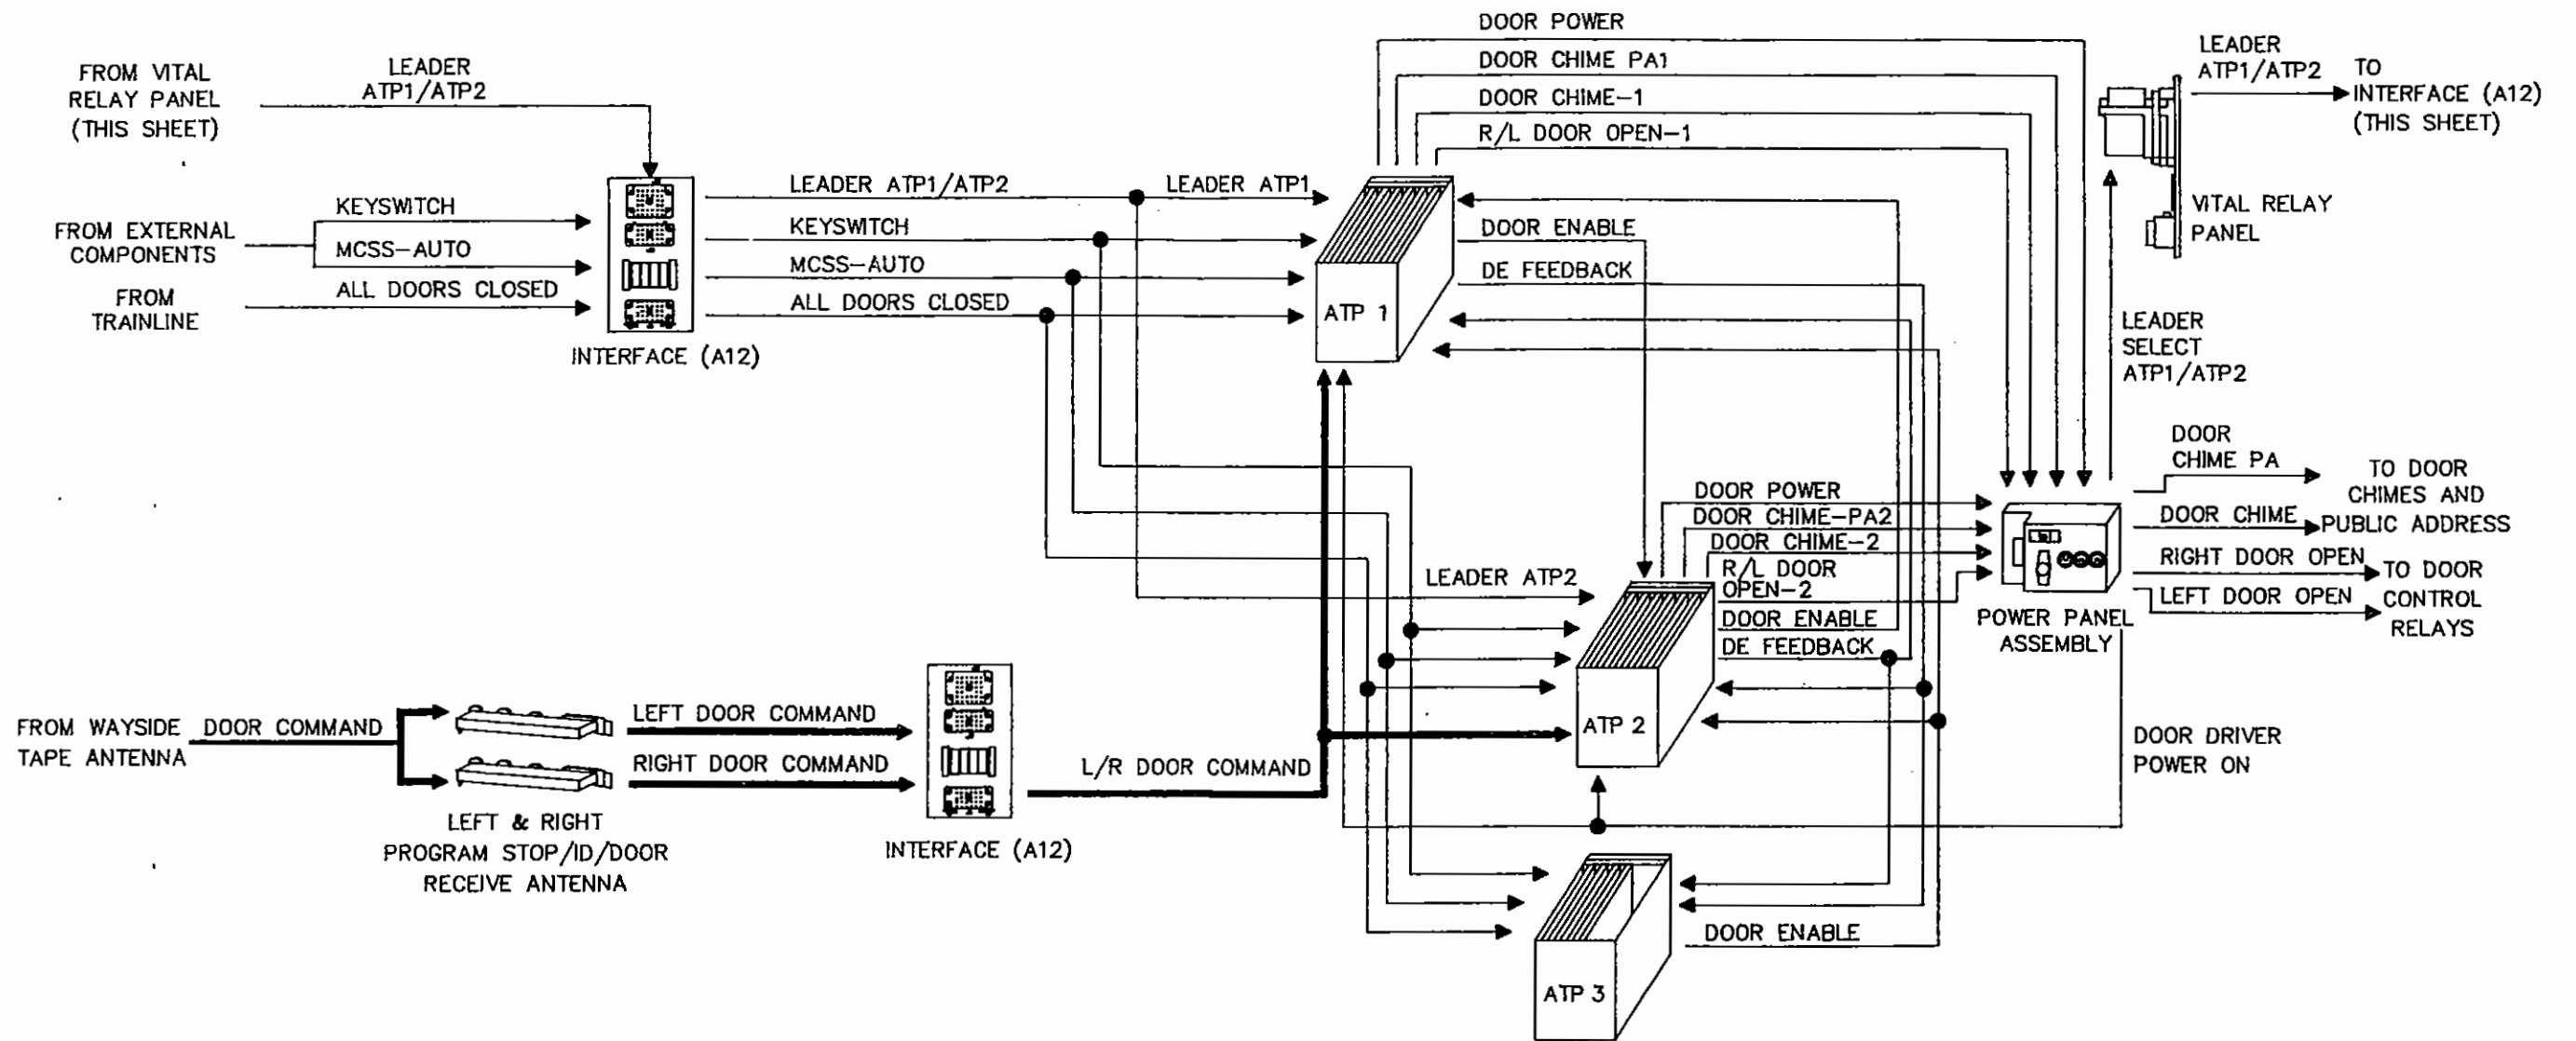 DOOR POWER
DOOR CHIME PA1
DOOR CHIME-1
R/L DOOR OPEN-1
FROM VITAL
RELAY PANEL
(THIS SHEET)
LEADER
ATP1/ATP2
LEADER
ATP1/ATP2
TO
INTERFACE (A12)
(THIS SHEET)
VITAL RELAY
PANEL
FROM EXTERNAL
COMPONENTS
KEYSWITCH
MCSS-AUTO
FROM
TRAINLINE
ALL DOORS CLOSED
INTERFACE (A12)
LEADER ATP1/ATP2
LEADER ATP1
KEYSWITCH
MCSS-AUTO
ALL DOORS CLOSED
ATP 1
DOOR ENABLE
DE FEEDBACK
LEADER
SELECT
ATP1/ATP2
DOOR
CHIME PA
DOOR CHIME
TO DOOR
CHIMES AND
PUBLIC ADDRESS
RIGHT DOOR OPEN
LEFT DOOR OPEN
TO DOOR
CONTROL
RELAYS
POWER PANEL
ASSEMBLY
DOOR POWER
DOOR CHIME-PA2
DOOR CHIME-2
R/L DOOR
OPEN-2
DOOR ENABLE
DE FEEDBACK
LEADER ATP2
ATP 2
DOOR DRIVER
POWER ON
FROM WAYSIDE
TAPE ANTENNA
DOOR COMMAND
LEFT DOOR COMMAND
RIGHT DOOR COMMAND
LEFT & RIGHT
PROGRAM STOP/ID/DOOR
RECEIVE ANTENNA
INTERFACE (A12)
L/R DOOR COMMAND
DOOR ENABLE
ATP 3